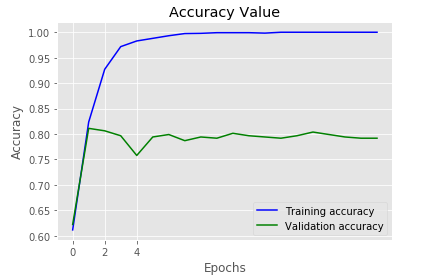 Accuracy Value
1.00
0.95
0.90
0.85
0.80
0.75
0.70
0.65
0.60
Accuracy
Training accuracy
Validation accuracy
0 2 4
Epochs